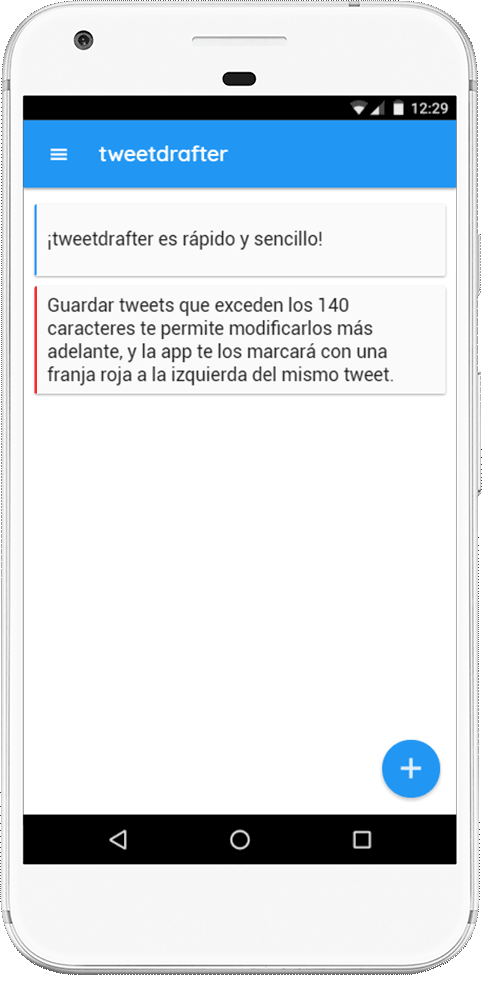 12:29
tweetdrafter
¡tweetdrafter es rápido y sencillo!
Guardar tweets que exceden los 140
caracteres te permite modificarlos más
adelante, y la app te los marcará con una
franja roja a la izquierda del mismo tweet.